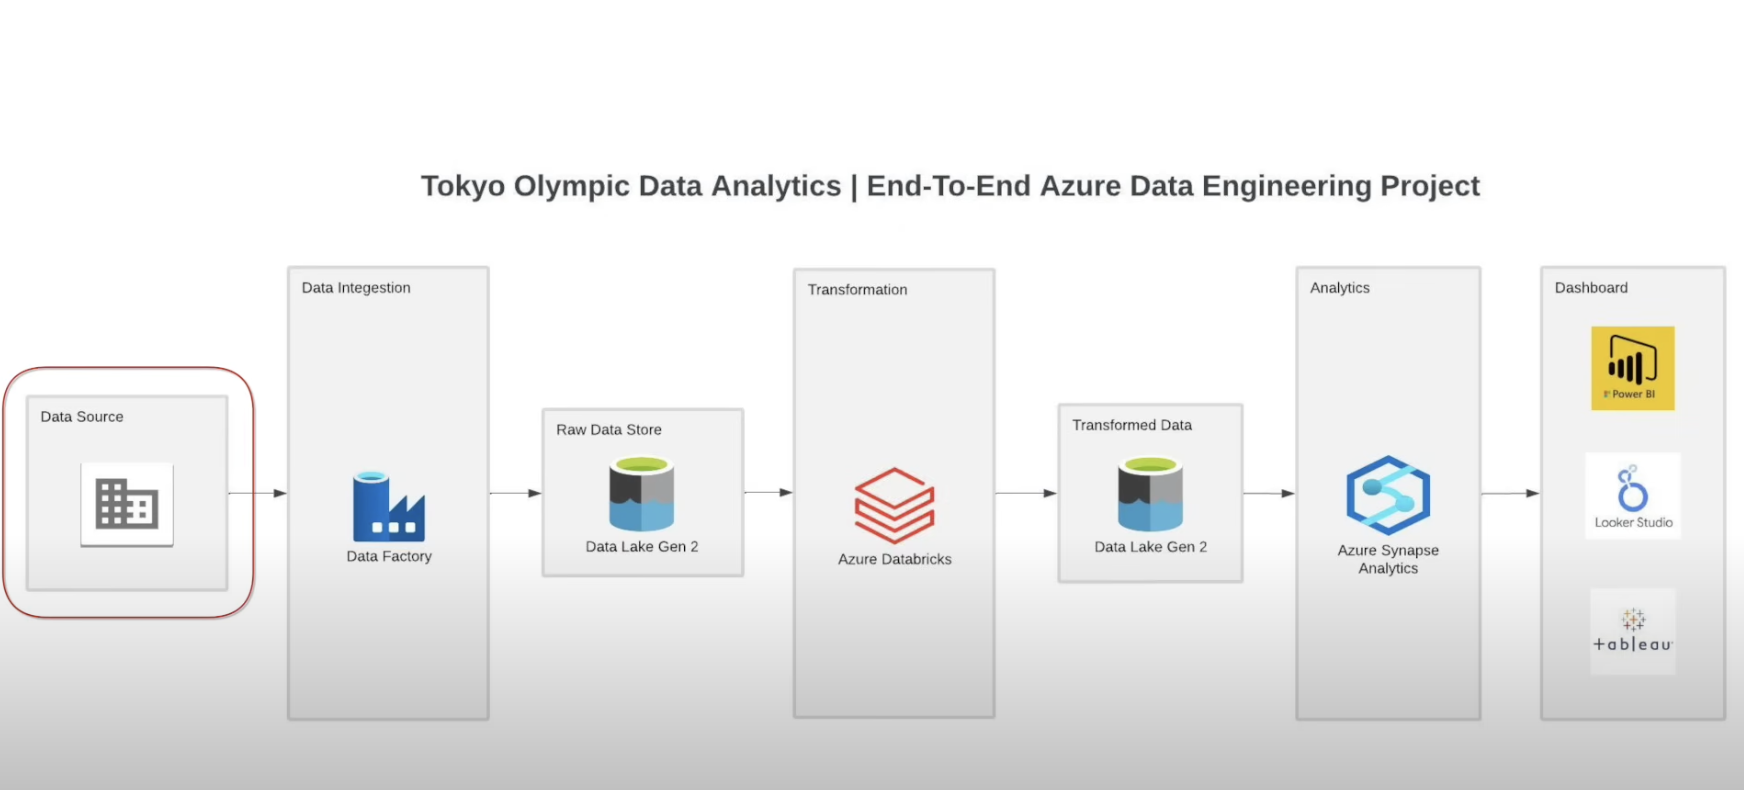 Tokyo Olympic Data Analytics | End-To-End Azure Data Engineering Project
Data Source
Data Integestion
Data Factory
Raw Data Store
Data Lake Gen 2
Transformation
Azure Databricks
Transformed Data
Data Lake Gen 2
Analytics
Azure Synapse
Analytics
Dashboard
Power BI
Looker Studio
+ableau